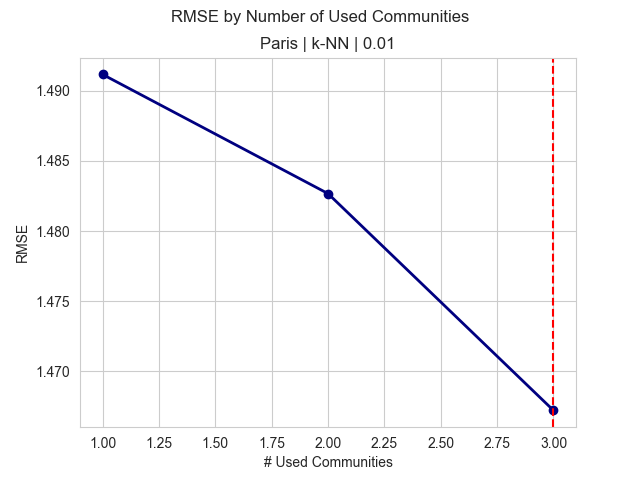 RMSE by Number of Used Communities
Paris | k-NN | 0.01
1.490
1.485
1.480
1.475
1.470
RMSE
1.00 1.25 1.50 1.75 2.00 2.25 2.50 2.75 3.00
# Used Communities